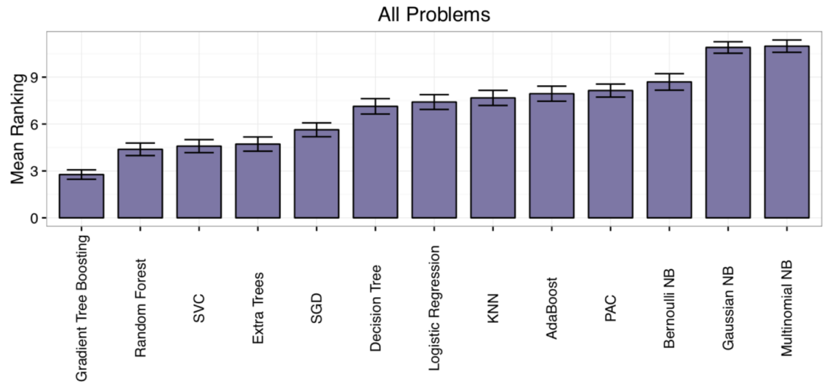 All Problems
Mean Ranking
9
6
3
0
Gradient Tree Boosting
Random Forest
SVC
Extra Trees
SGD
Decision Tree
Logistic Regression
KNN
AdaBoost
PAC
Bernoulli NB
Gaussian NB
Multinomial NB